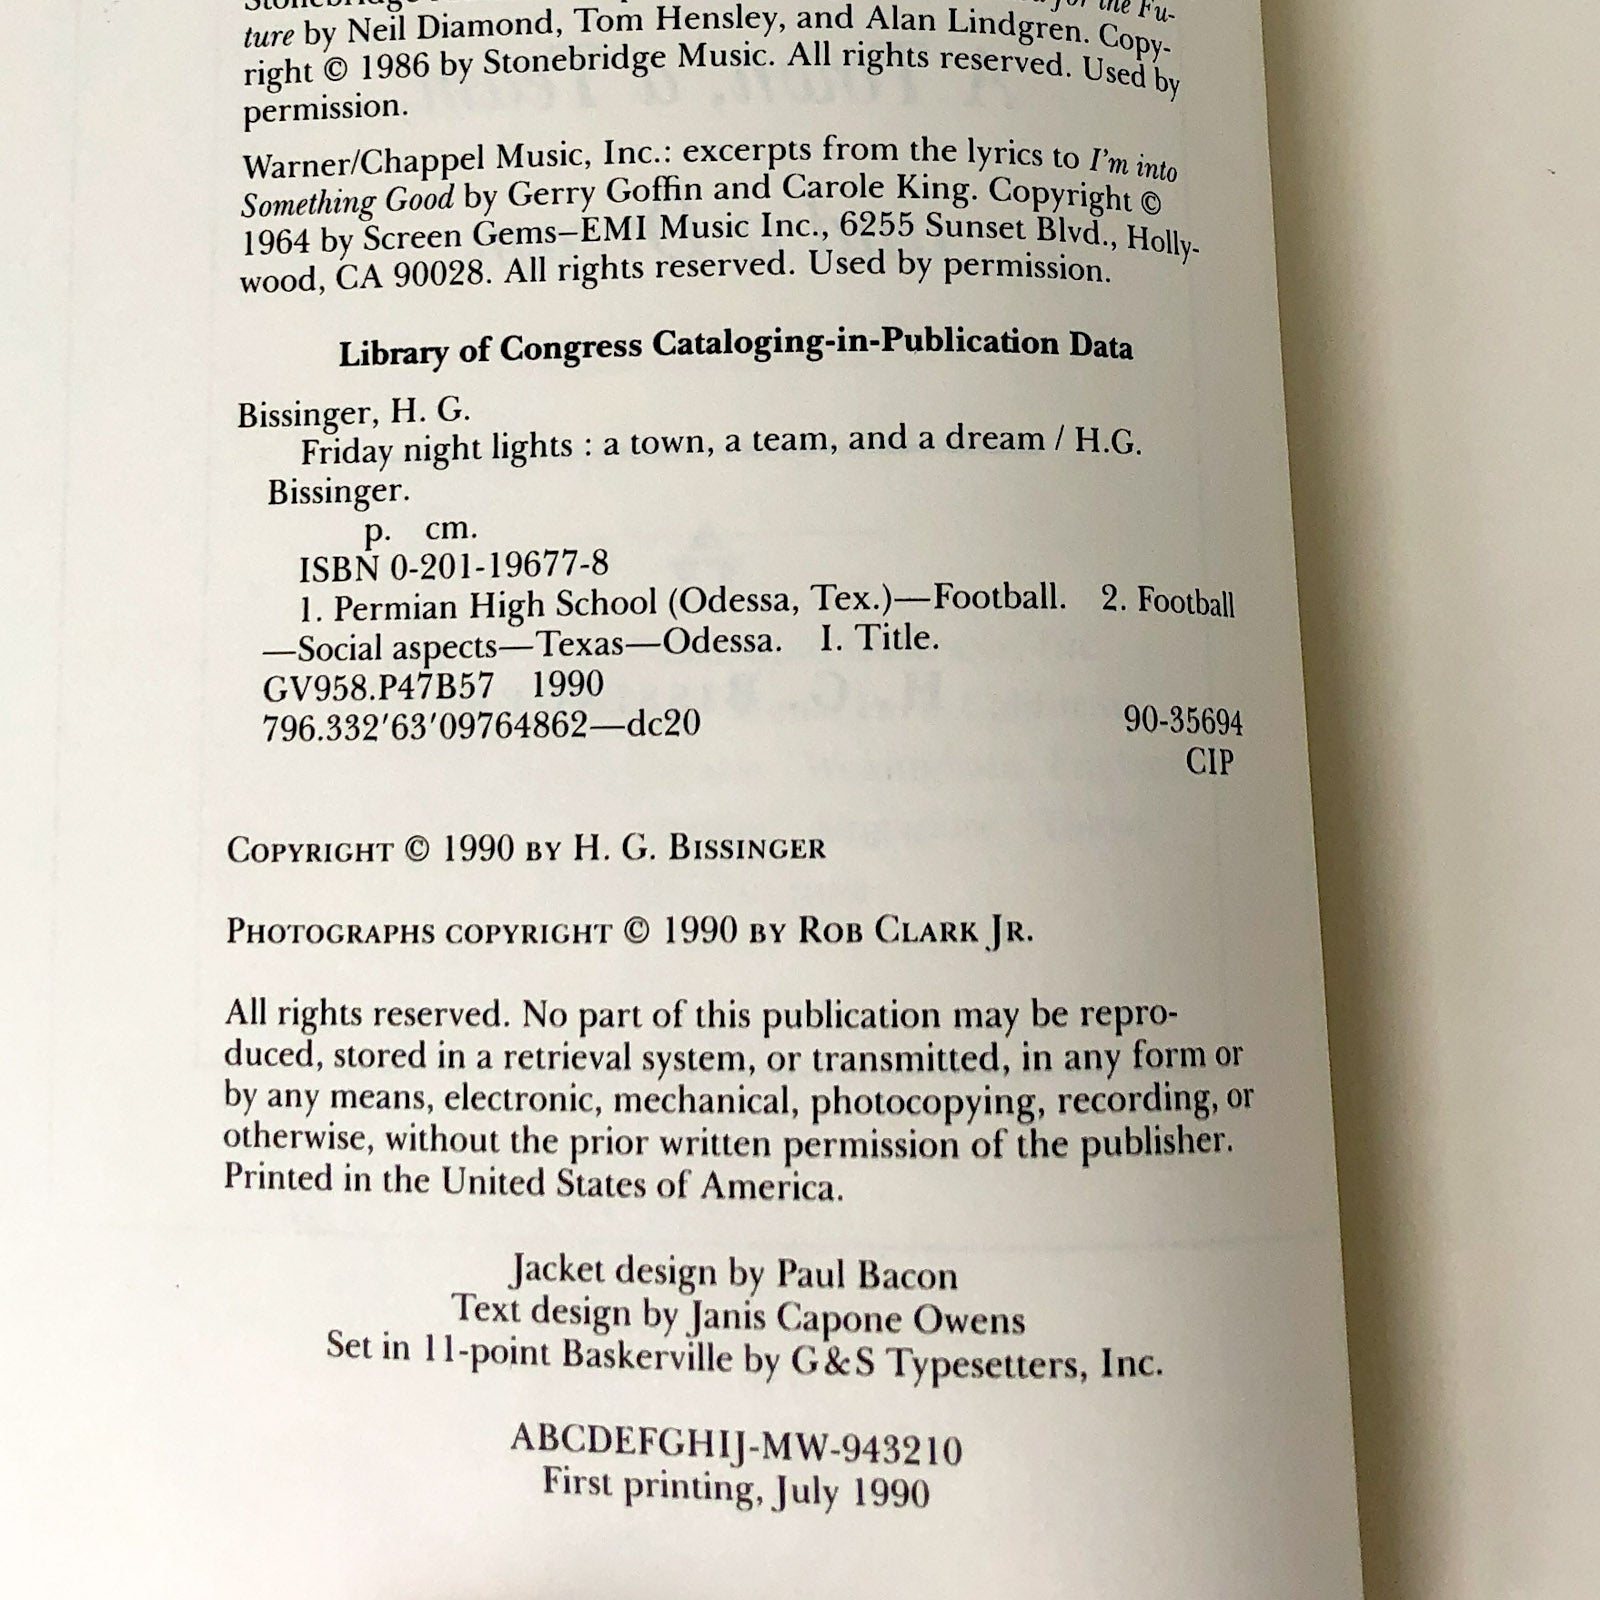 for the Fu-
ture by Neil Diamond, Tom Hensley, and Alan Lindgren. Copy-
right © 1986 by Stonebridge Music. All rights reserved. Used by
permission.
Warner/Chappel Music, Inc.: excerpts from the lyrics to I'm into
Something Good by Gerry Goffin and Carole King. Copyright ©
1964 by Screen Gems–EMI Music Inc., 6255 Sunset Blvd., Holly-
wood, CA 90028. All rights reserved. Used by permission.
Library of Congress Cataloging-in-Publication Data
Bissinger, H. G.
Friday night lights : a town, a team, and a dream / H.G.
Bissinger.
p. cm.
ISBN 0-201-19677-8
1. Permian High School (Odessa, Tex.)—Football. 2. Football
—Social aspects—Texas—Odessa. I. Title.
GV958.P47B57 1990
796.332'63'09764862—dc20 90-35694
CIP
COPYRIGHT © 1990 BY H. G. BISSINGER
PHOTOGRAPHS COPYRIGHT © 1990 BY ROB CLARK JR.
All rights reserved. No part of this publication may be repro-
duced, stored in a retrieval system, or transmitted, in any form or
by any means, electronic, mechanical, photocopying, recording, or
otherwise, without the prior written permission of the publisher.
Printed in the United States of America.
Jacket design by Paul Bacon
Text design by Janis Capone Owens
Set in 11-point Baskerville by G&S Typesetters, Inc.
ABCDEFGHIJ-MW-943210
First printing, July 1990